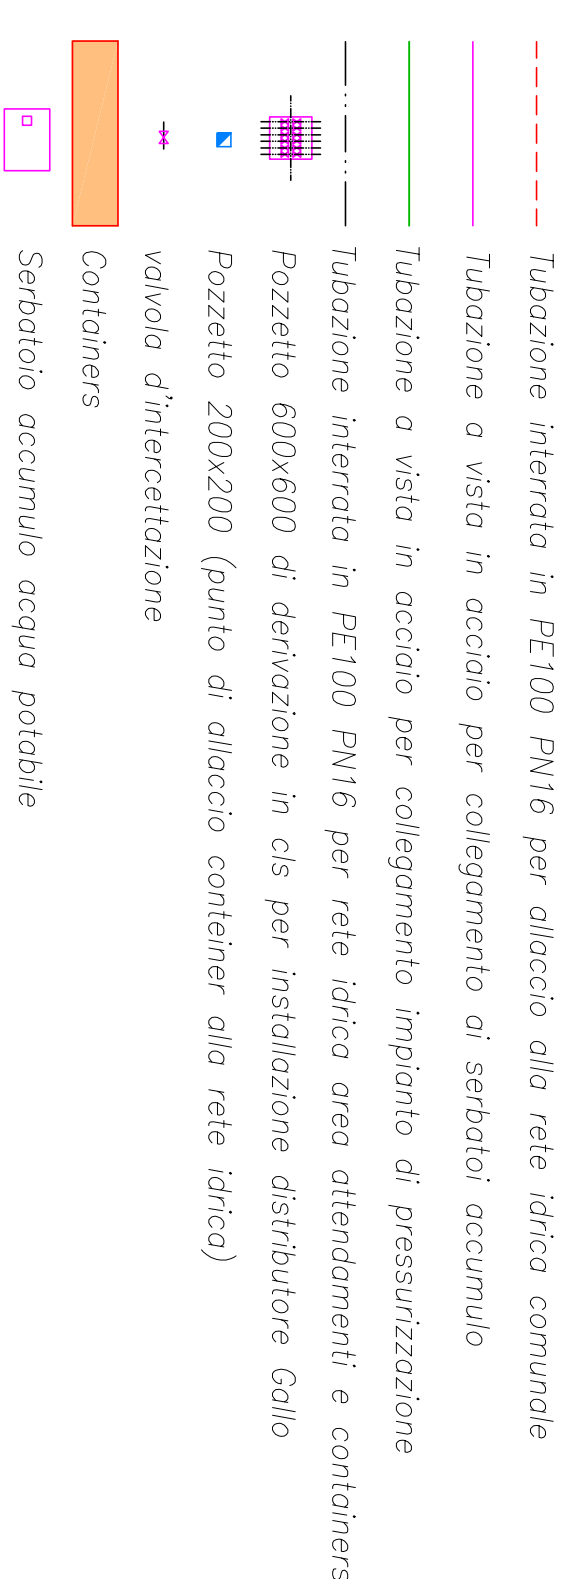 Tubazione interrata in PE100 PN16 per allaccio alla rete idrica comunale
Tubazione a vista in acciaio per collegamento ai serbatoi accumulo
Tubazione a vista in acciaio per collegamento impianto di pressurizzazione
Tubazione interrata in PE100 PN16 per rete idrica area attendamenti e containers
Pozzetto 600x600 di derivazione in cls per installazione distributore Gallo
Pozzetto 200x200 (punto di allaccio conteiner alla rete idrica)
valvola d'intercettazione
Containers
Serbatoio accumulo acqua potabile